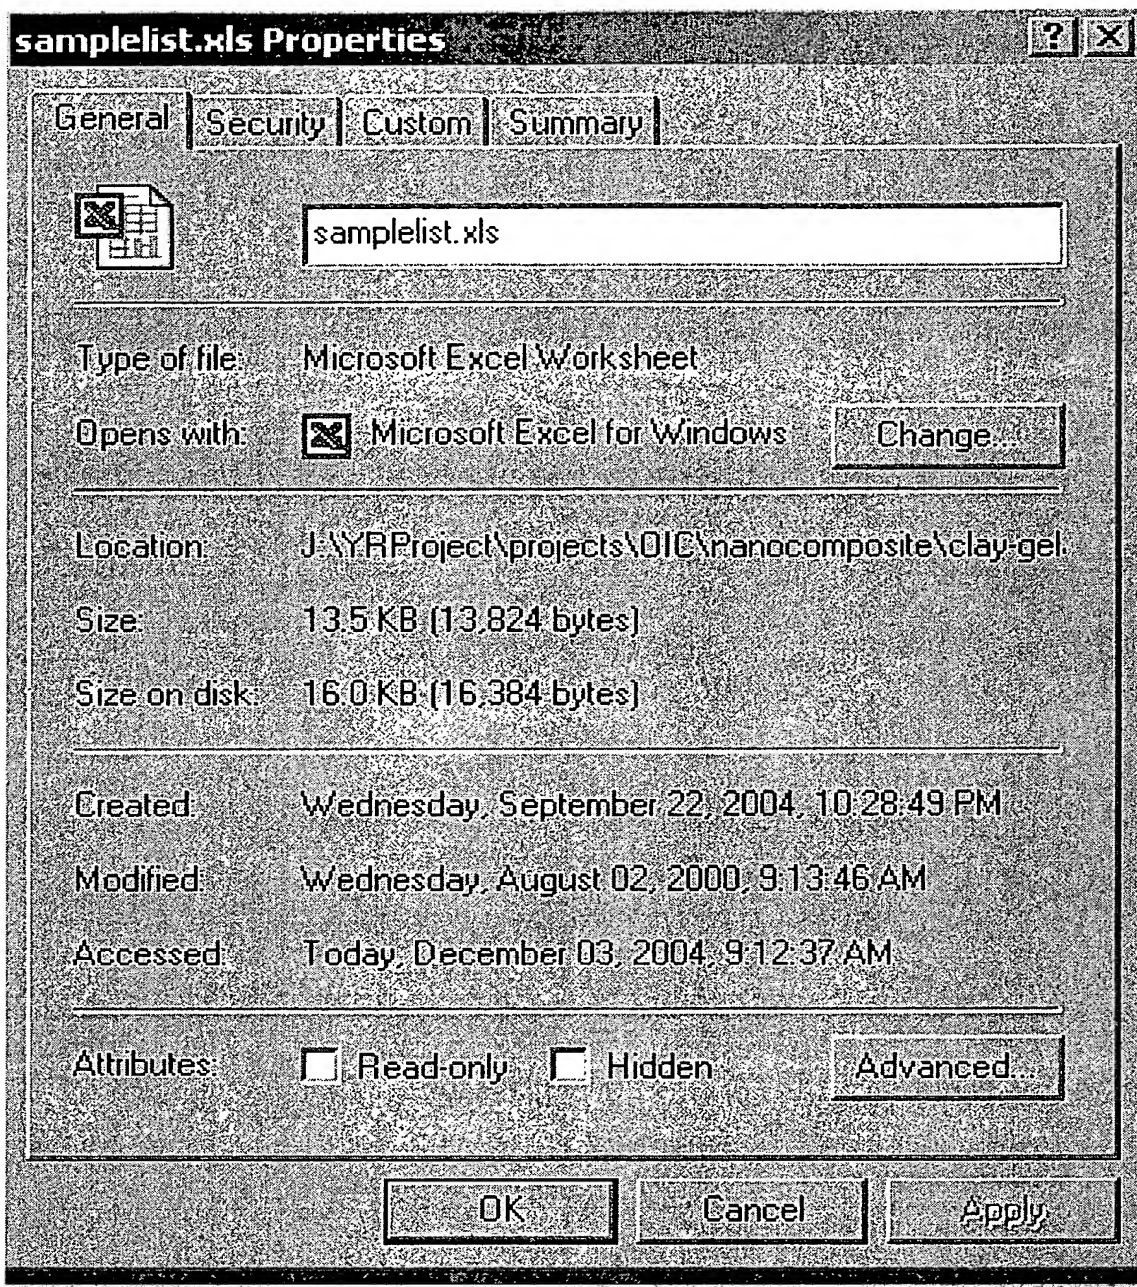 samplelist.xls Properties
General Security Custom Summary
samplelist.xls
Type of file: Microsoft Excel Worksheet
Opens with: Microsoft Excel for Windows Change...
Location: J:\YRProject\projects\OIC\nanocomposite\clay-gel
Size: 13.5 KB (13,824 bytes)
Size on disk: 16.0 KB (16,384 bytes)
Created: Wednesday, September 22, 2004, 10:28:49 PM
Modified: Wednesday, August 02, 2000, 9:13:46 AM
Accessed: Today, December 03, 2004, 9:12:37 AM
Attributes: Read-only Hidden Advanced...
OK Cancel Apply